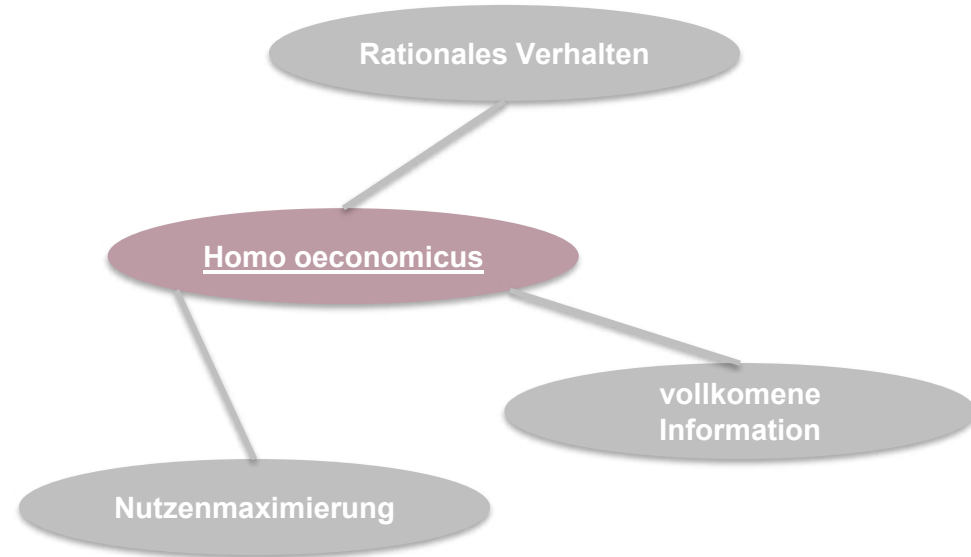 Rationales Verhalten
Homo oeconomicus
vollkomene
Information
Nutzenmaximierung